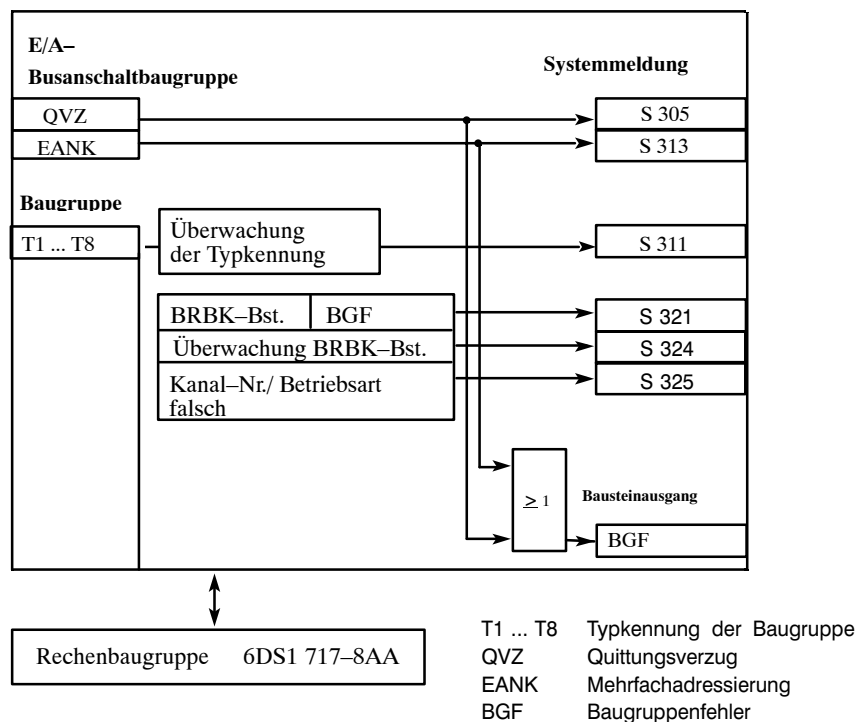 E/A–
Busanschaltbaugruppe
Systemmeldung
QVZ
S 305
EANK
S 313
Baugruppe
T1 ... T8
Überwachung
der Typkennung
S 311
BRBK–Bst.
BGF
S 321
Überwachung BRBK–Bst.
S 324
Kanal–Nr./ Betriebsart
falsch
S 325
≥ 1
Bausteinausgang
BGF
Rechenbaugruppe 6DS1 717–8AA
T1 ... T8 Typkennung der Baugruppe
QVZ Quittungsverzug
EANK Mehrfachadressierung
BGF Baugruppenfehler